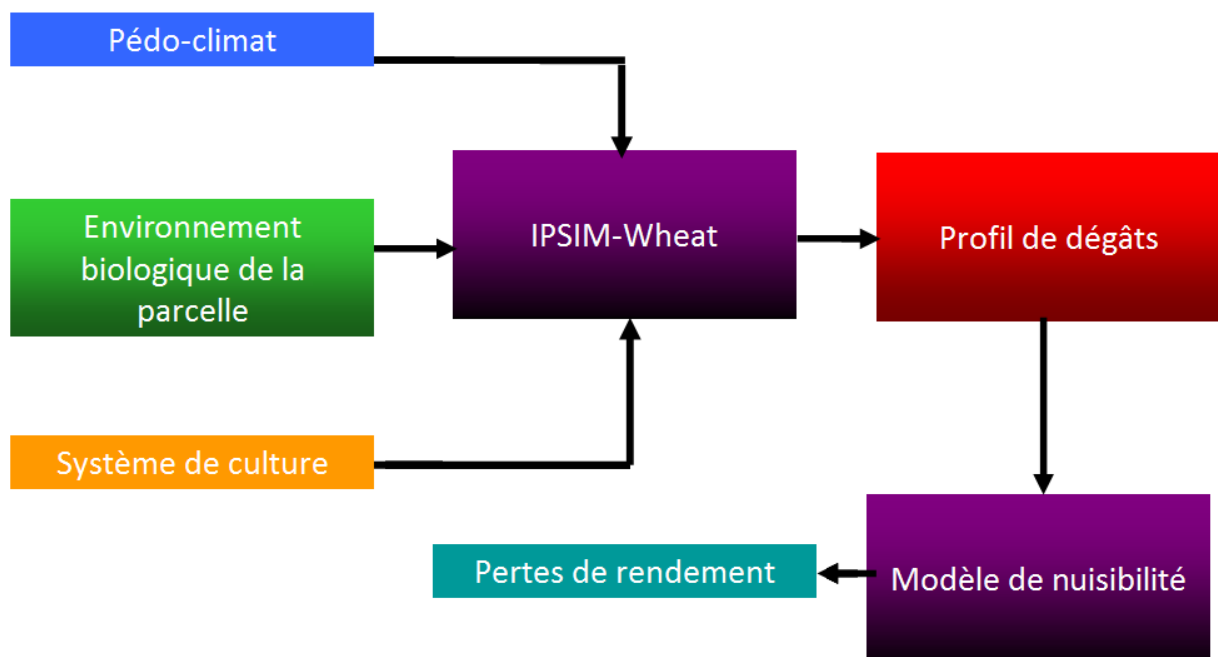 Pédo-climat
Environnement
biologique de la
parcelle
IPSIM-Wheat
Profil de dégâts
Système de culture
Pertes de rendement
Modèle de nuisibilité